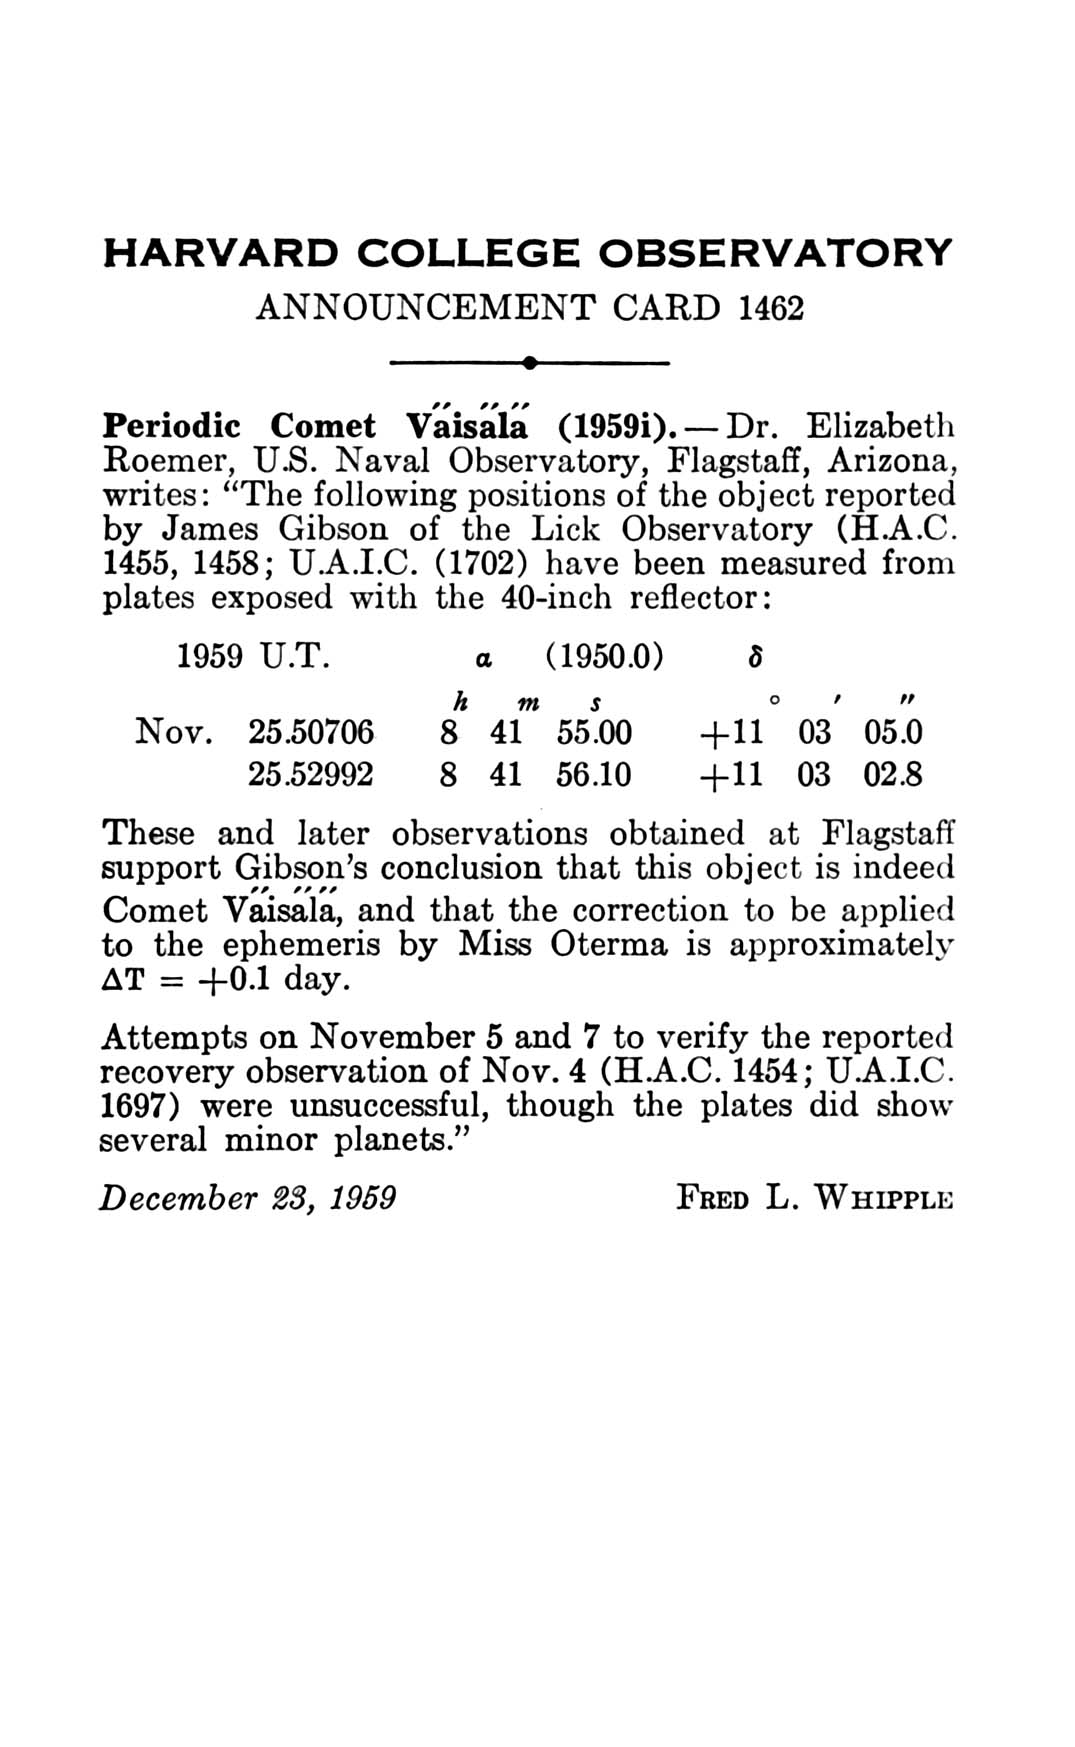 HARVARD COLLEGE OBSERVATORY
ANNOUNCEMENT CARD 1462
Periodic Comet Väisälä (1959i).—Dr. Elizabeth
Roemer, U.S. Naval Observatory, Flagstaff, Arizona,
writes: “The following positions of the object reported
by James Gibson of the Lick Observatory (H.A.C.
1455, 1458; U.A.I.C. (1702) have been measured from
plates exposed with the 40-inch reflector:
1959 U.T. α (1950.0) δ
h m s ° ′ ″
Nov. 25.50706 8 41 55.00 +11 03 05.0
25.52992 8 41 56.10 +11 03 02.8
These and later observations obtained at Flagstaff
support Gibson’s conclusion that this object is indeed
Comet Väisälä, and that the correction to be applied
to the ephemeris by Miss Oterma is approximately
ΔT = +0.1 day.
Attempts on November 5 and 7 to verify the reported
recovery observation of Nov. 4 (H.A.C. 1454; U.A.I.C.
1697) were unsuccessful, though the plates did show
several minor planets.”
December 23, 1959 FRED L. WHIPPLE